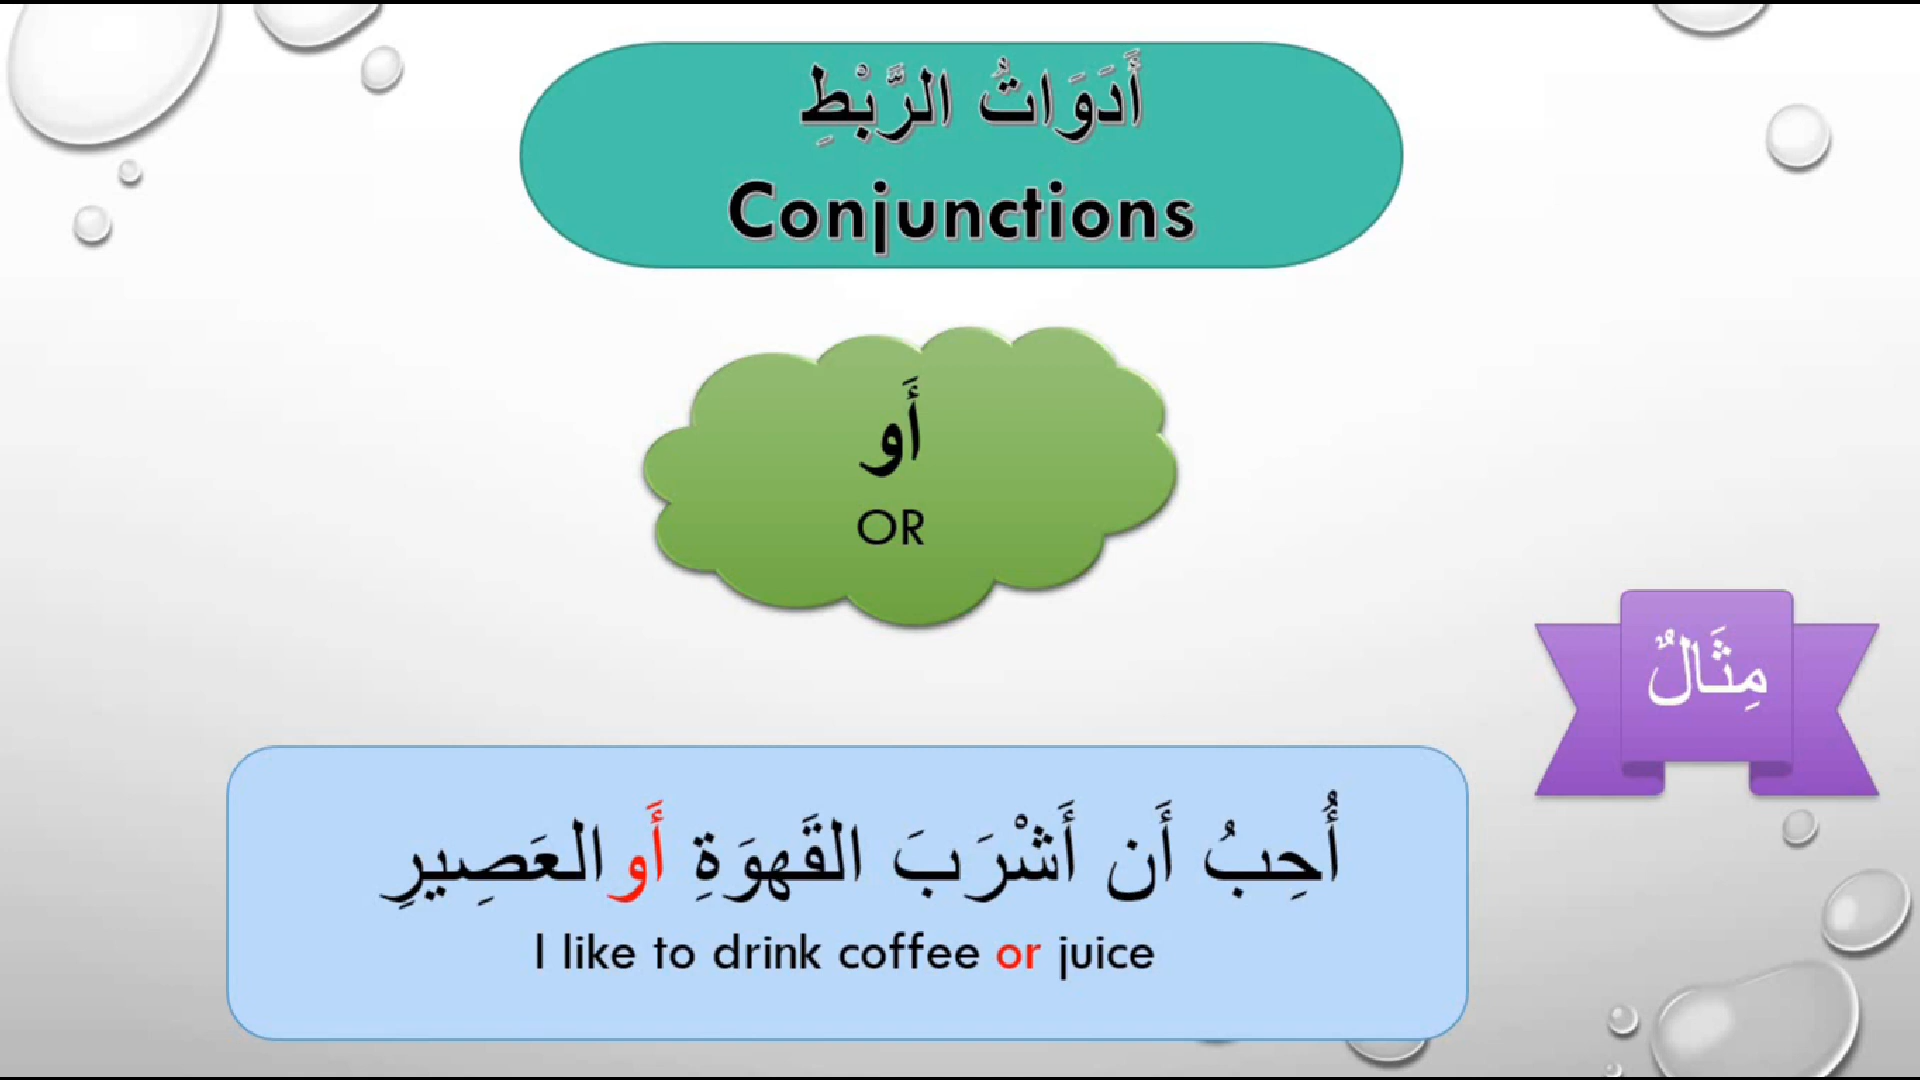 أَدَوَاتُ الرَّبْطِ
Conjunctions
أَو
OR
مِثَالٌ
أُحِبُ أَن أَشْرَبَ القَهوَةِ أَو العَصِيرِ
I like to drink coffee or juice